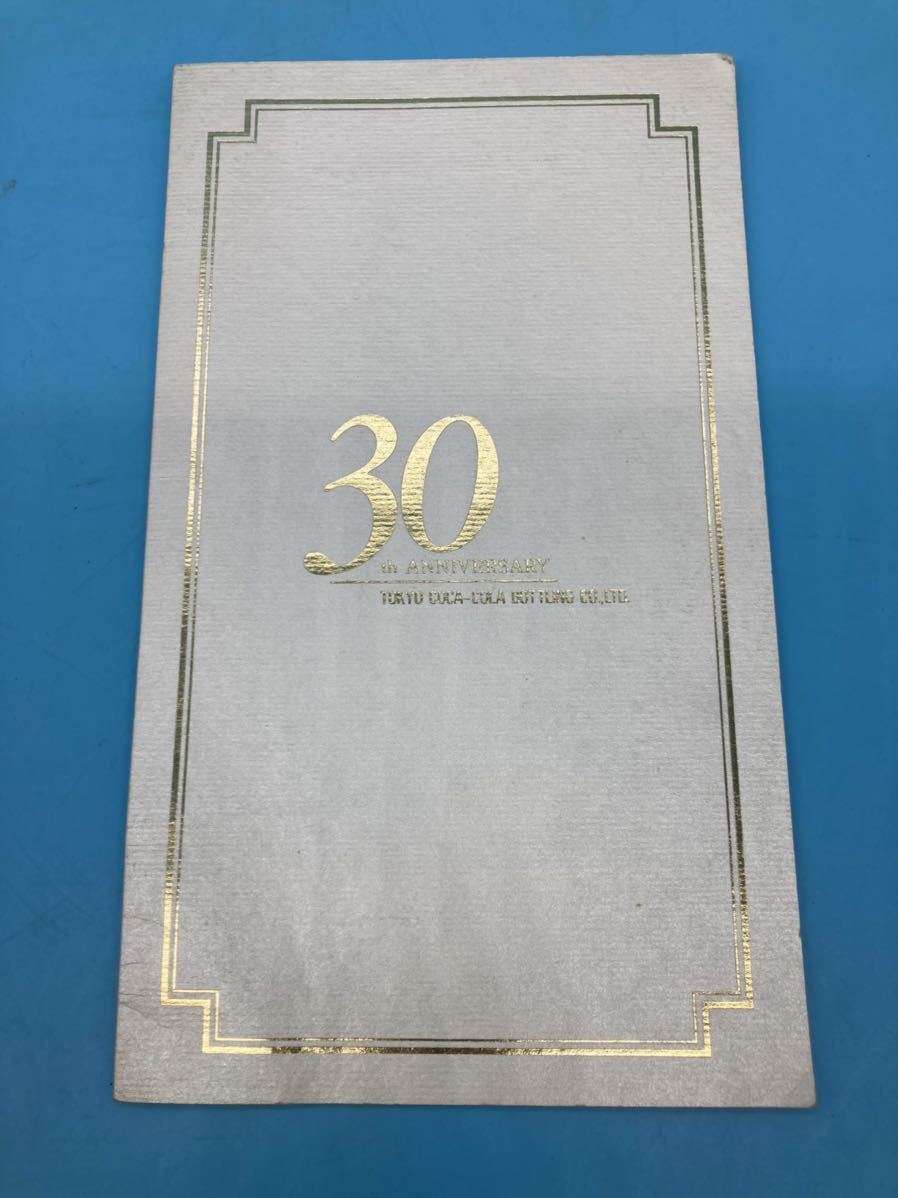 30
th ANNIVERSARY
TOKYO COCA-COLA BOTTLING CO.,LTD.